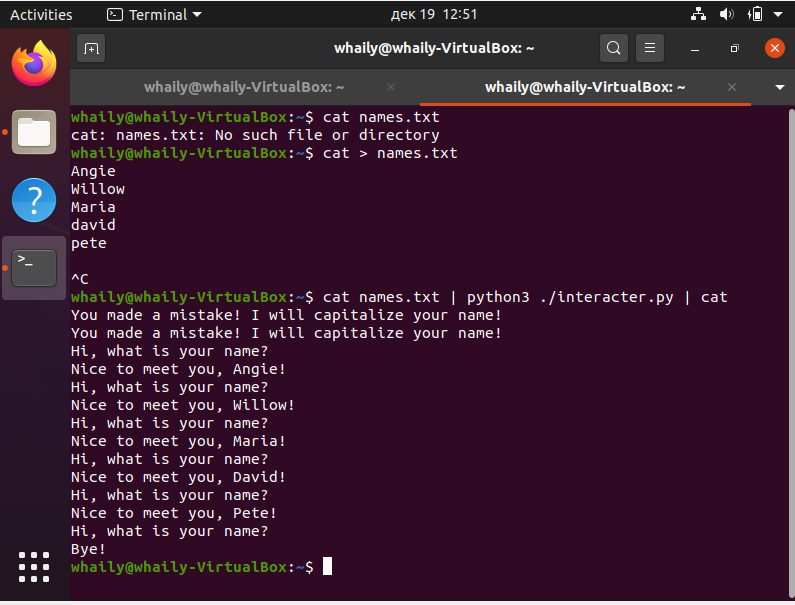 Activities
Terminal
дек 19 12:51
whaily@whaily-VirtualBox: ~
whaily@whaily-VirtualBox: ~
whaily@whaily-VirtualBox: ~
whaily@whaily-VirtualBox:~$ cat names.txt
cat: names.txt: No such file or directory
whaily@whaily-VirtualBox:~$ cat > names.txt
Angie
Willow
Maria
david
pete
^C
whaily@whaily-VirtualBox:~$ cat names.txt | python3 ./interacter.py | cat
You made a mistake! I will capitalize your name!
You made a mistake! I will capitalize your name!
Hi, what is your name?
Nice to meet you, Angie!
Hi, what is your name?
Nice to meet you, Willow!
Hi, what is your name?
Nice to meet you, Maria!
Hi, what is your name?
Nice to meet you, David!
Hi, what is your name?
Nice to meet you, Pete!
Hi, what is your name?
Bye!
whaily@whaily-VirtualBox:~$